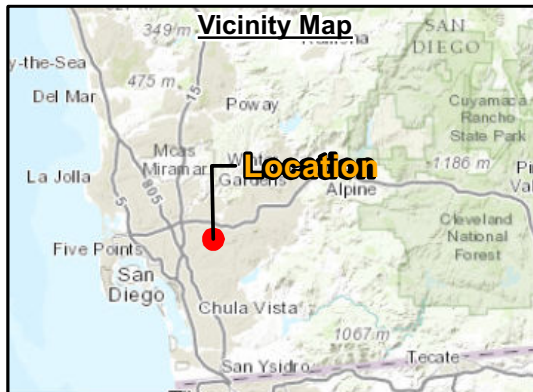 Vicinity Map
349 m
SAN
DIEGO
y-the-Sea
475 m
15
Del Mar
Poway
Cuyamaca
Rancho
State Park
Mcas
Miramar
Location
1186 m
La Jolla
Gardens
Alpine
5
805
Cleveland
National
Forest
Five Points
San
Diego
Chula Vista
1067 m
San Ysidro
Tecate